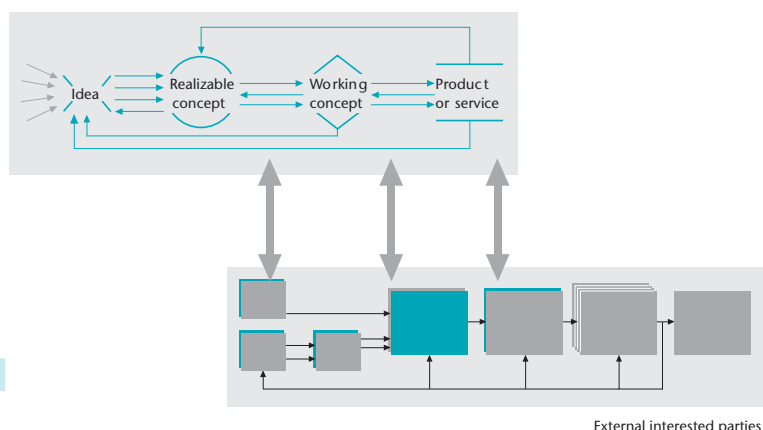 Idea
Realizable
concept
Working
concept
Product
or service
External interested parties